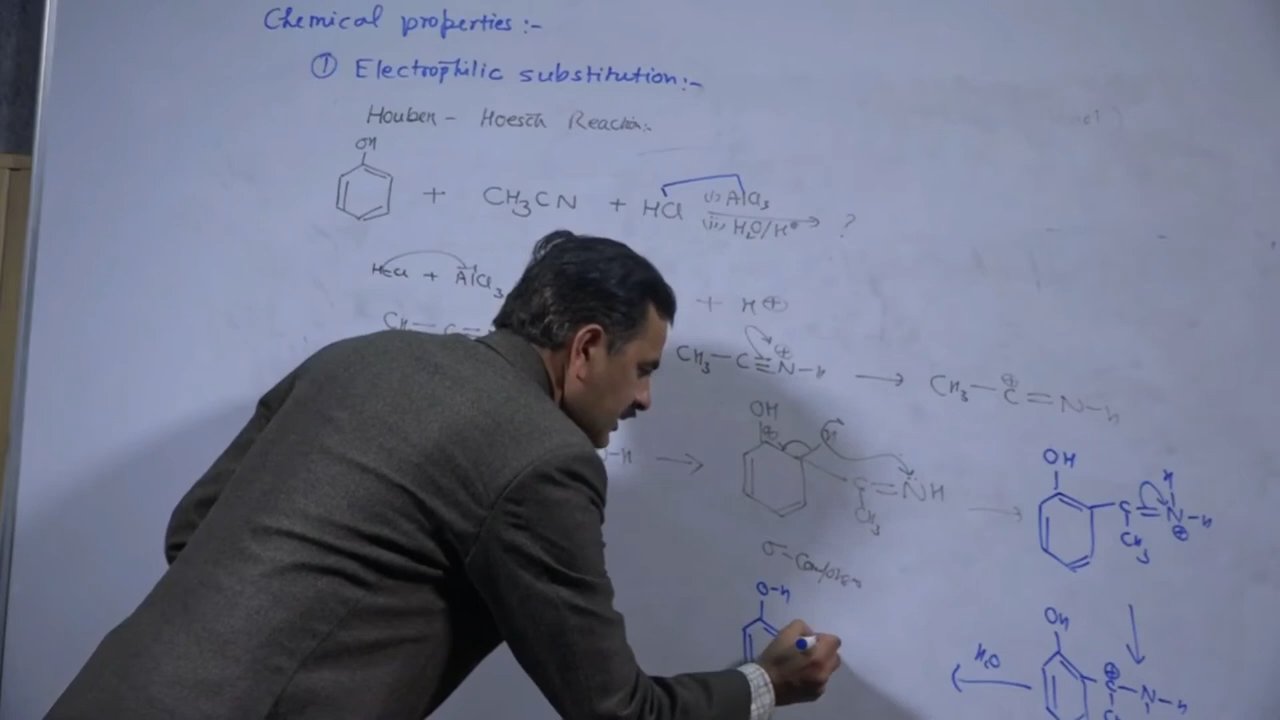 Chemical properties :-
① Electrophilic substitution :-
Houben - Hoesch Reaction:
OH
+ CH3CN + HCl (i) AlCl3 ?
(ii) H2O/H⊕
HCl + AlCl3
+ H⊕
CH3-C≡N-H ⊕ → CH3-C=N-H ⊕
-H →
OH
⊕ H
C=NH
CH3
→
OH
H
C=N-H
⊕
CH3
σ-Complex
O-H
OH
H2O
⊕
C-N-H